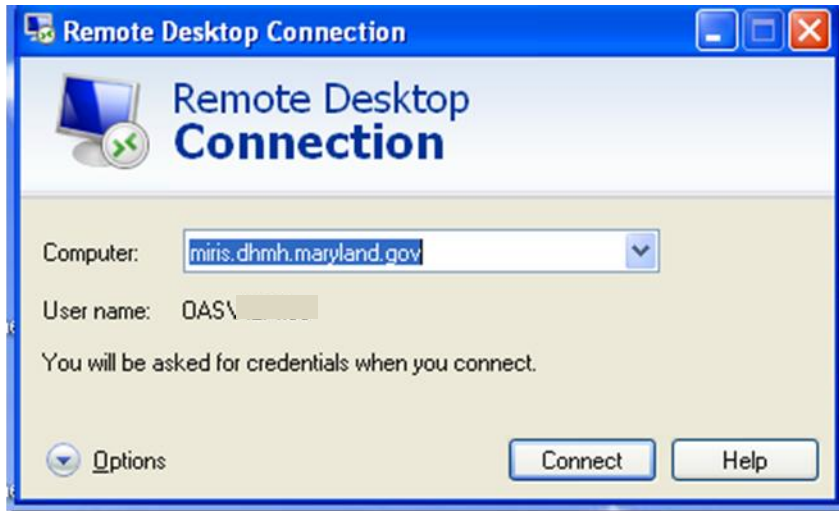 Remote Desktop Connection
Remote Desktop
Connection
Computer: miris.dhmh.maryland.gov
User name: OAS\
You will be asked for credentials when you connect.
Options Connect Help